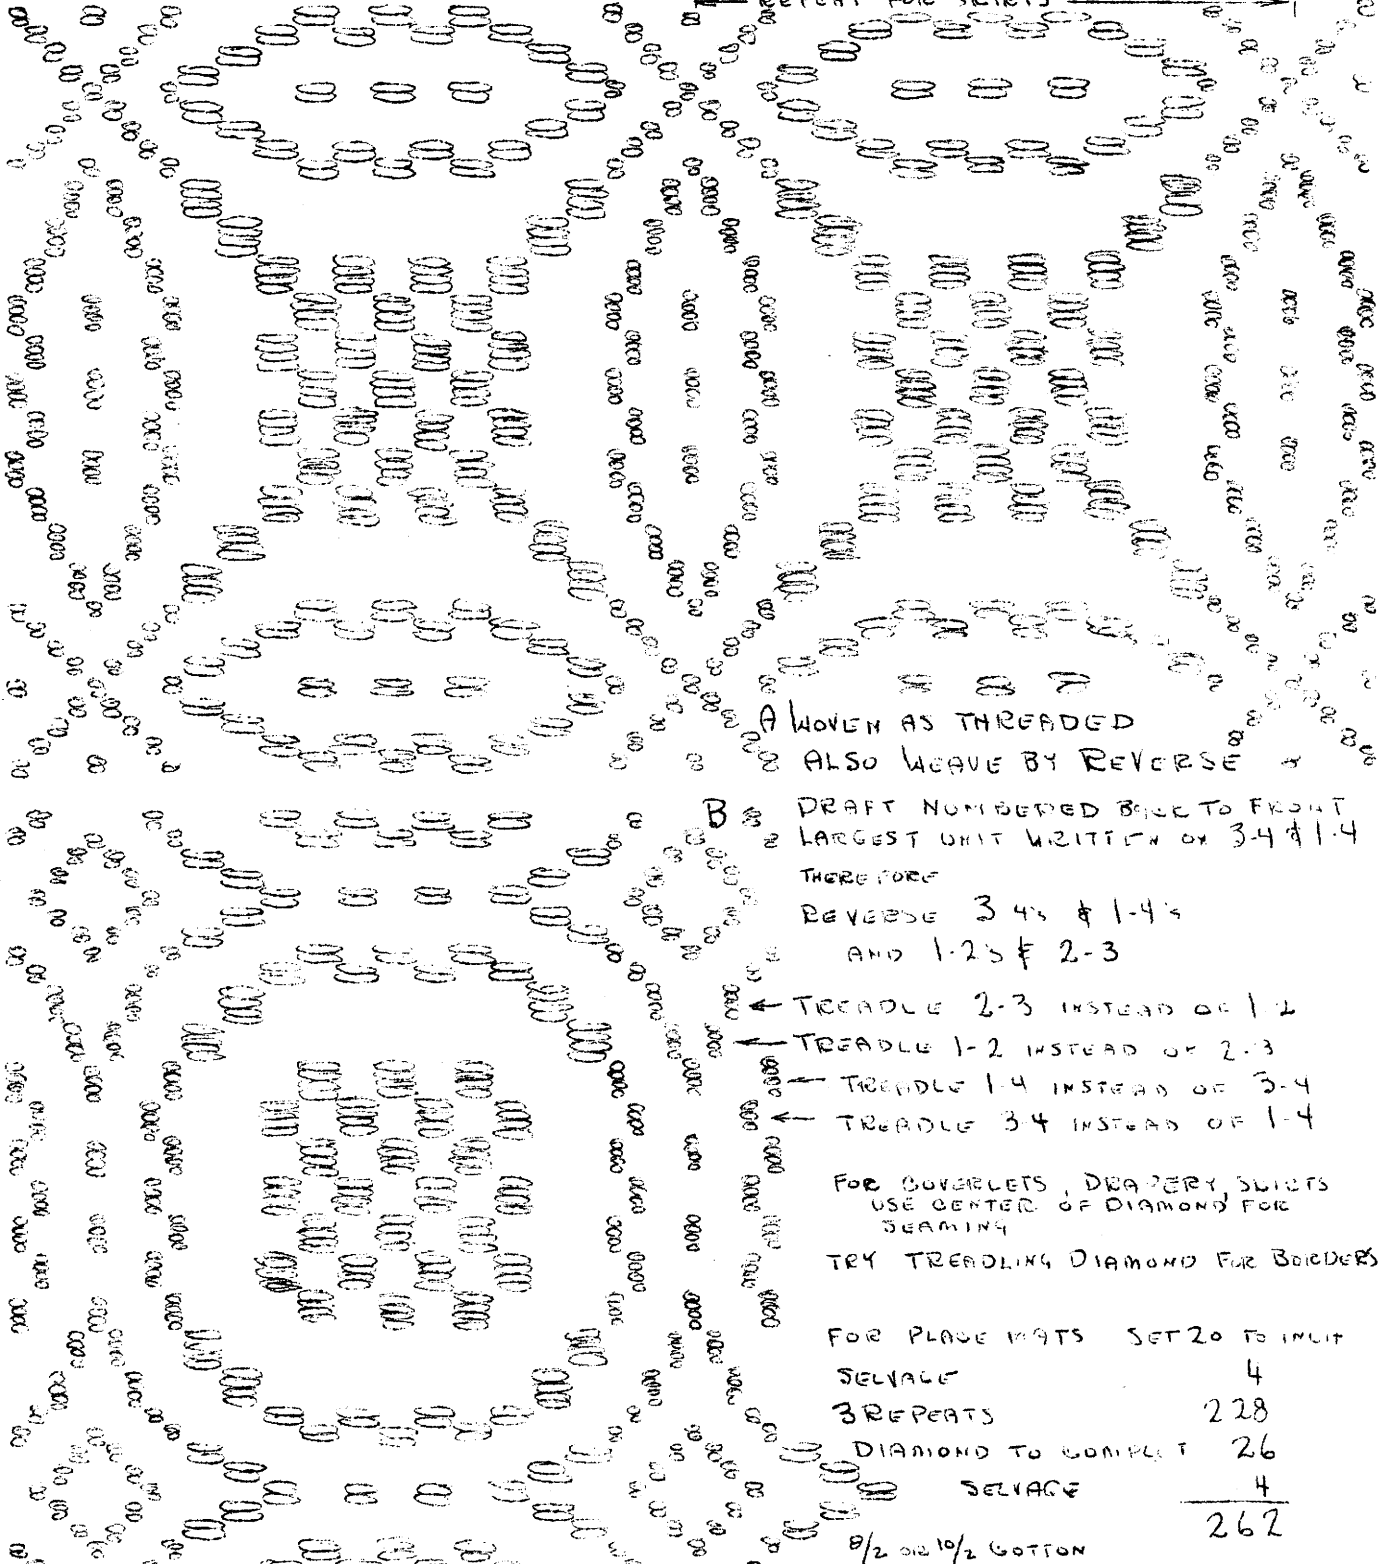 REPEAT FOR SKIRTS
A WOVEN AS THREADED
ALSO WEAVE BY REVERSE
B DRAFT NUMBERED BACK TO FRONT
LARGEST UNIT WRITTEN ON 3-4 & 1-4
THEREFORE
REVERSE 3 4's & 1-4's
AND 1-2's & 2-3
← TREADLE 2-3 INSTEAD OF 1 2
← TREADLE 1-2 INSTEAD OF 2-3
← TREADLE 1 4 INSTEAD OF 3-4
← TREADLE 3 4 INSTEAD OF 1-4
FOR COVERLETS, DRAPERY, SKIRTS
USE CENTER OF DIAMOND FOR
SEAMING
TRY TREADLING DIAMOND FOR BORDERS
FOR PLACE MATS SET 20 TO INCH
SELVAGE 4
3 REPEATS 228
DIAMOND TO COMPLET 26
SELVAGE 4
262
8/2 OR 10/2 COTTON